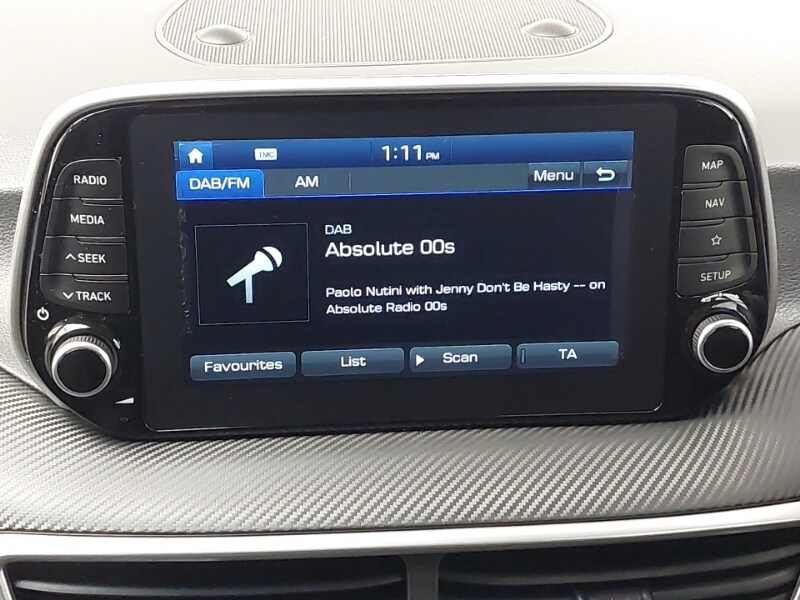 TMC 1:11 PM
DAB/FM AM Menu
DAB
Absolute 00s
Paolo Nutini with Jenny Don't Be Hasty -- on
Absolute Radio 00s
Favourites List Scan TA
RADIO
MEDIA
SEEK
TRACK
MAP
NAV
SETUP